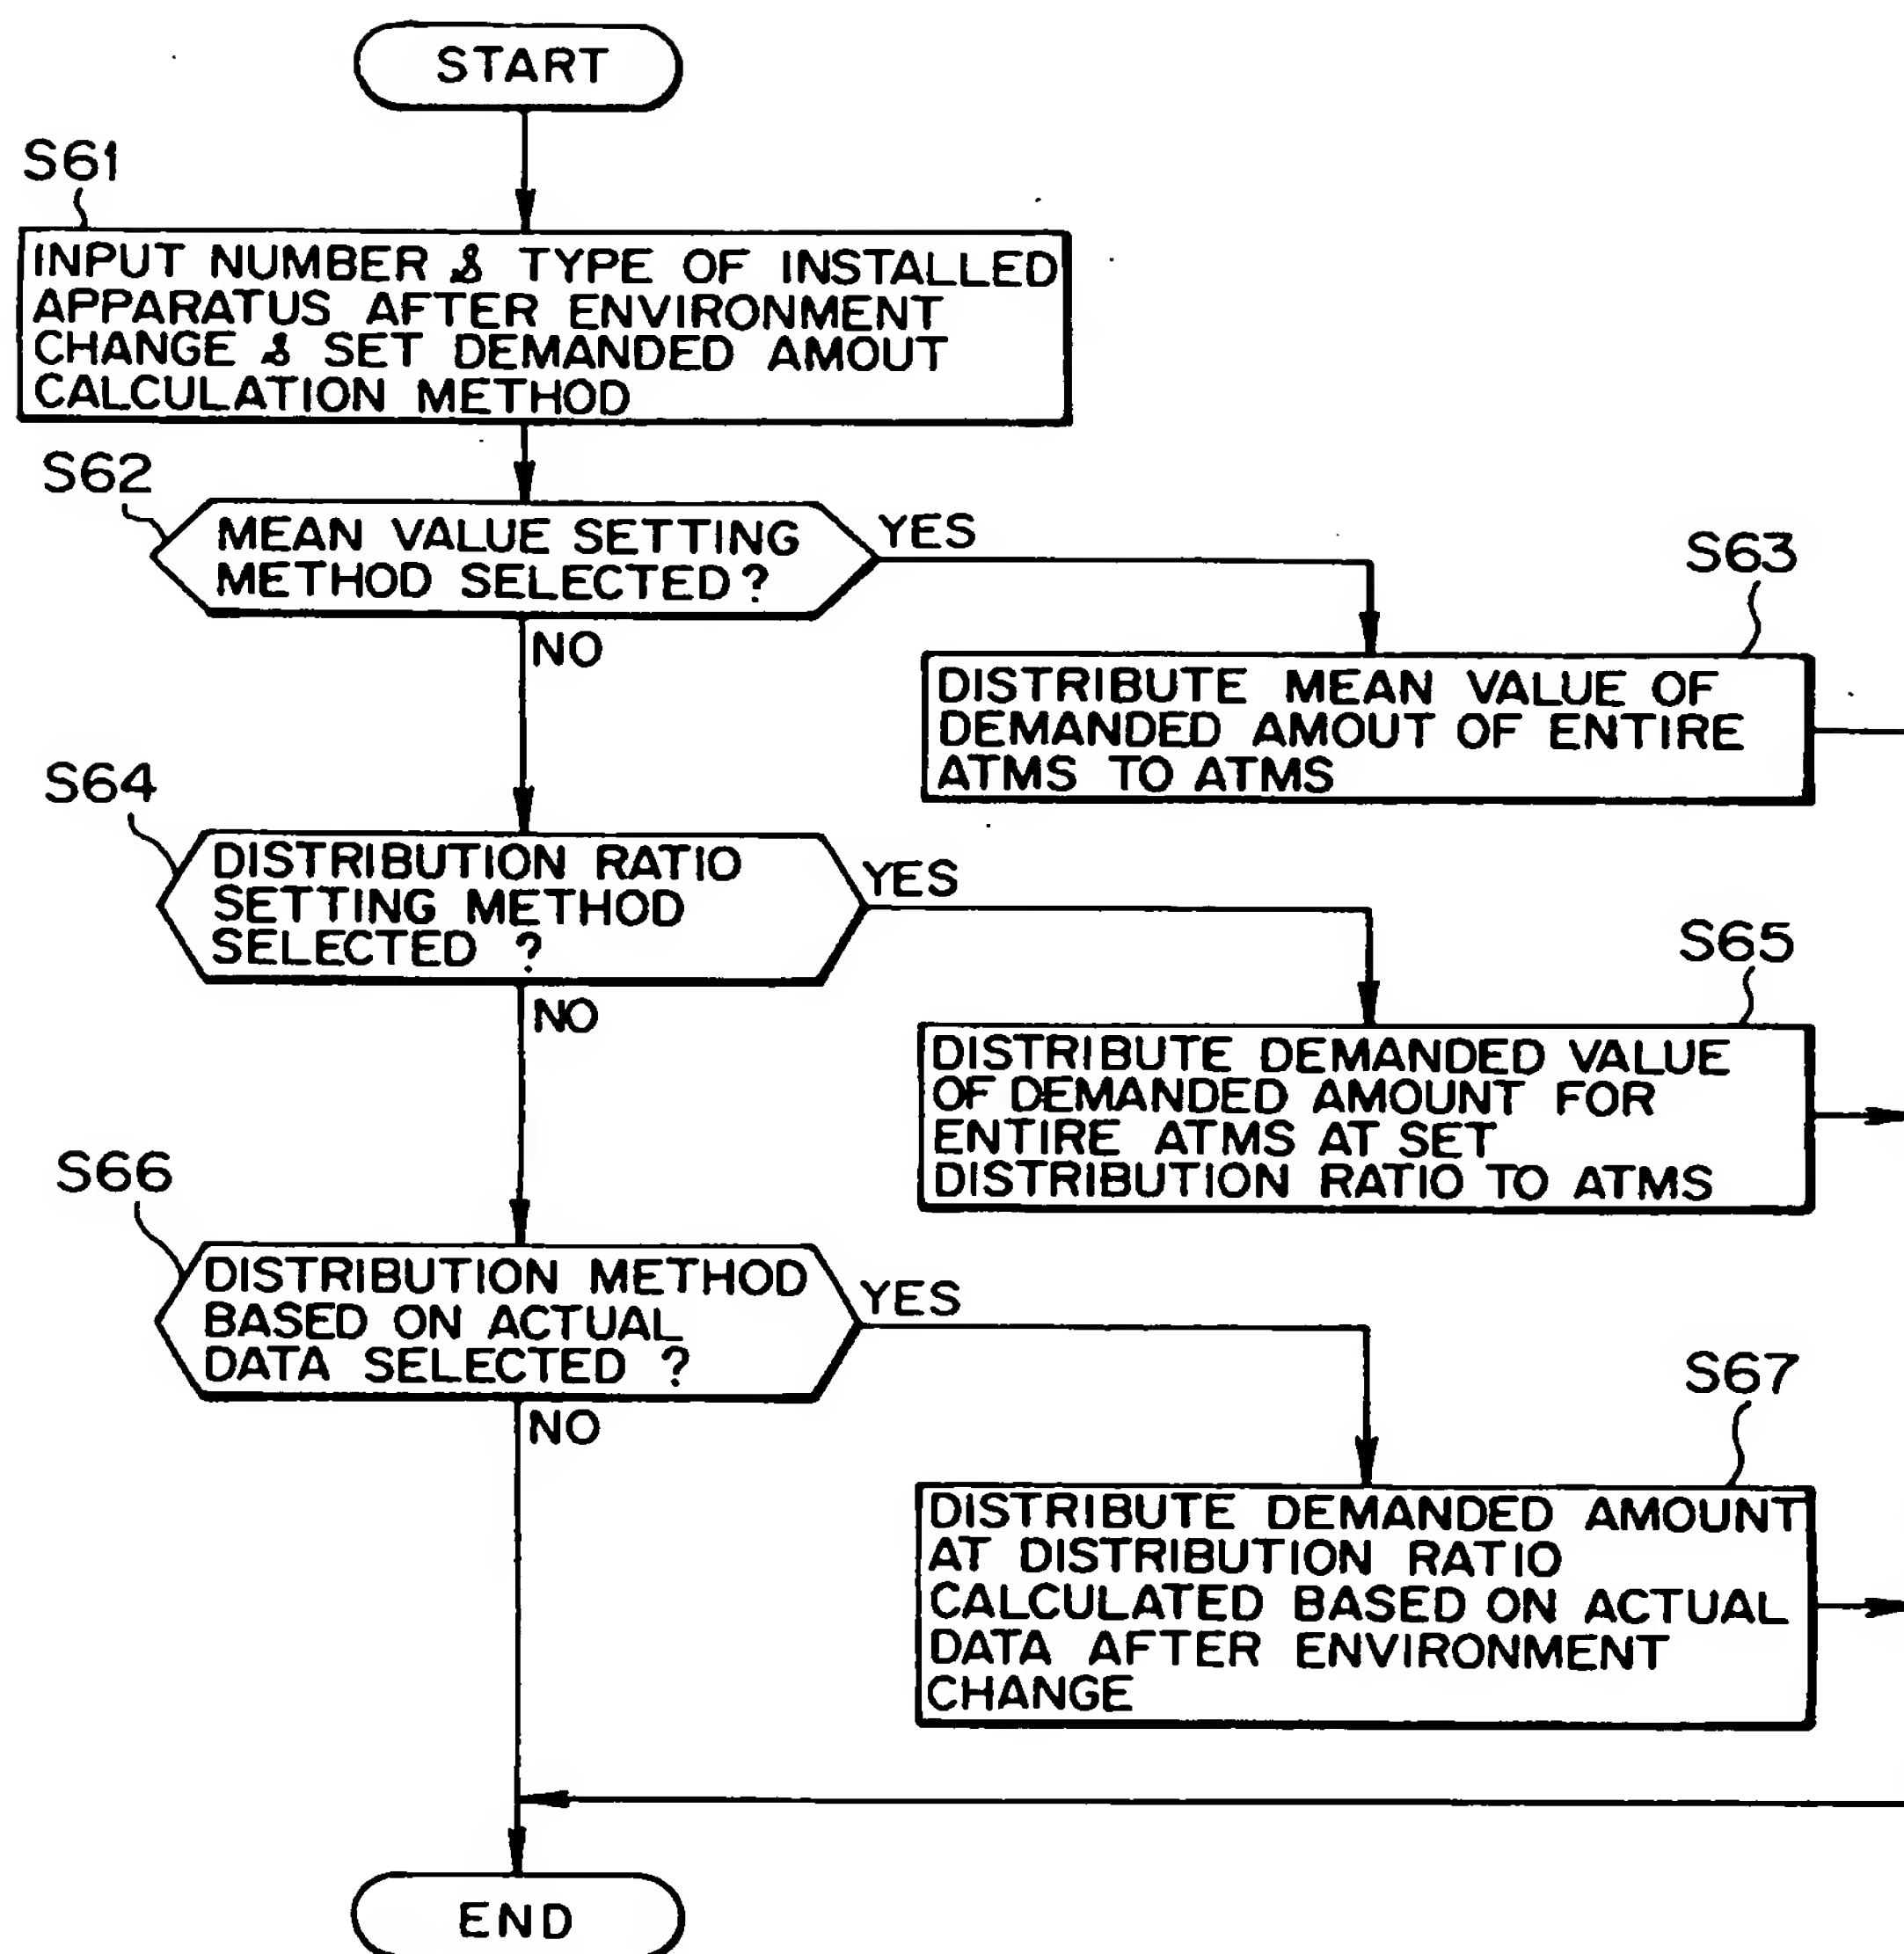 START
S61
INPUT NUMBER & TYPE OF INSTALLED
APPARATUS AFTER ENVIRONMENT
CHANGE & SET DEMANDED AMOUT
CALCULATION METHOD
S62
MEAN VALUE SETTING
METHOD SELECTED?
YES
NO
S63
DISTRIBUTE MEAN VALUE OF
DEMANDED AMOUT OF ENTIRE
ATMS TO ATMS
S64
DISTRIBUTION RATIO
SETTING METHOD
SELECTED ?
YES
NO
S65
DISTRIBUTE DEMANDED VALUE
OF DEMANDED AMOUNT FOR
ENTIRE ATMS AT SET
DISTRIBUTION RATIO TO ATMS
S66
DISTRIBUTION METHOD
BASED ON ACTUAL
DATA SELECTED ?
YES
NO
S67
DISTRIBUTE DEMANDED AMOUNT
AT DISTRIBUTION RATIO
CALCULATED BASED ON ACTUAL
DATA AFTER ENVIRONMENT
CHANGE
END